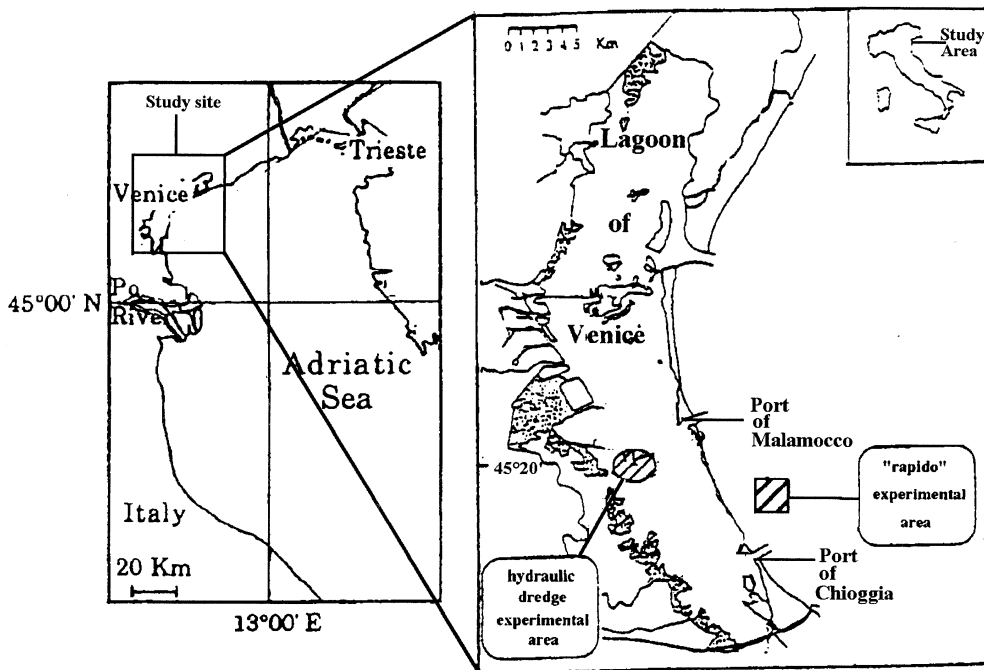 Study site
Trieste
Venice
45°00' N
Po
River
Adriatic
Sea
Italy
20 Km
13°00' E
0 1 2 3 4 5 Km
Study
Area
Lagoon
of
Venice
Port
of
Malamocco
45°20'
"rapido"
experimental
area
Port
of
Chioggia
hydraulic
dredge
experimental
area